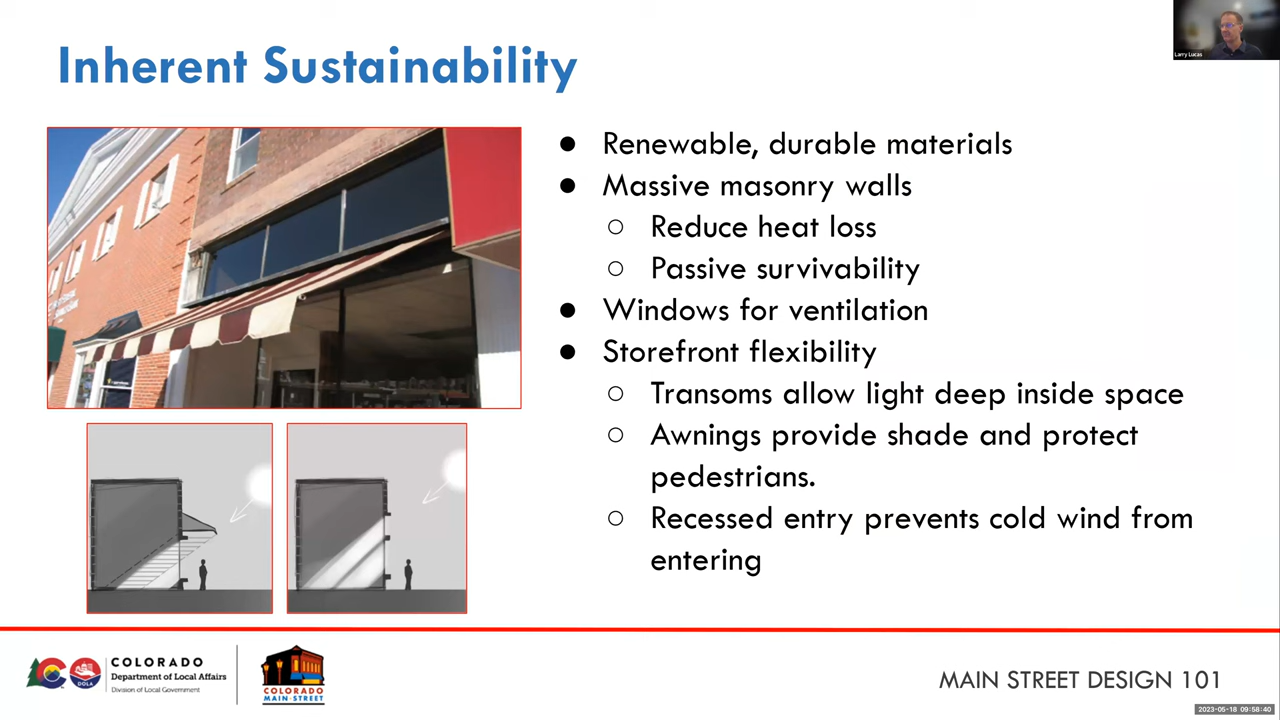 Larry Lucas
Inherent Sustainability
● Renewable, durable materials
● Massive masonry walls
○ Reduce heat loss
○ Passive survivability
● Windows for ventilation
● Storefront flexibility
○ Transoms allow light deep inside space
○ Awnings provide shade and protect
pedestrians.
○ Recessed entry prevents cold wind from
entering
COLORADO
Department of Local Affairs
Division of Local Government
DOLA
COLORADO
MAIN STREET
MAIN STREET DESIGN 101
2023-05-18 09:58:40